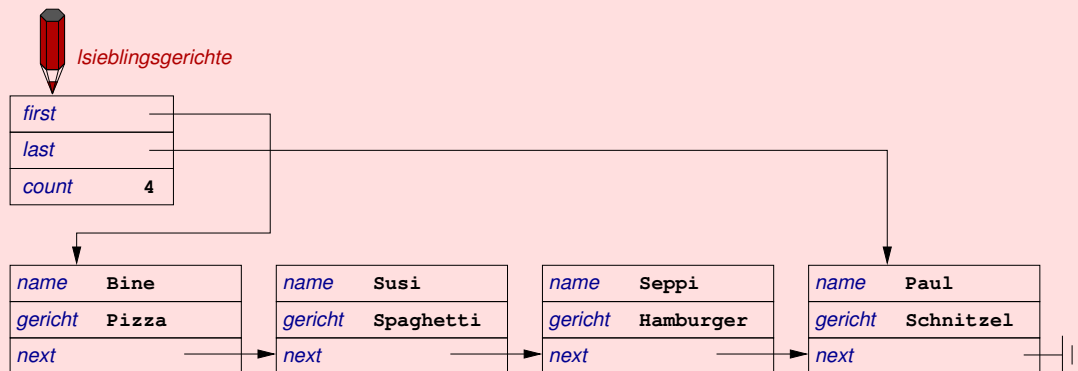 lsieblingsgerichte
first
last
count 4
name Bine name Susi name Seppi name Paul
gericht Pizza gericht Spaghetti gericht Hamburger gericht Schnitzel
next next next next